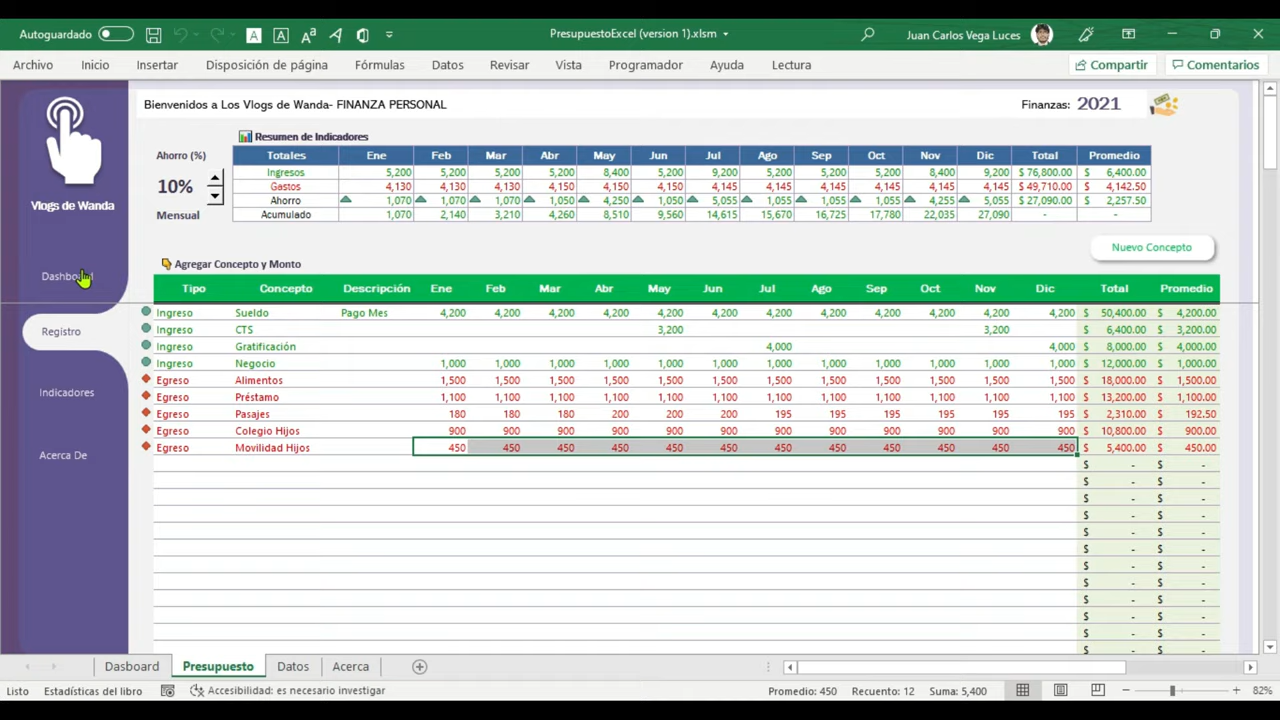 Autoguardado PresupuestoExcel (version 1).xlsm Juan Carlos Vega Luces
Archivo Inicio Insertar Disposición de página Fórmulas Datos Revisar Vista Programador Ayuda Lectura Compartir Comentarios
Bienvenidos a Los Vlogs de Wanda- FINANZA PERSONAL Finanzas: 2021
Vlogs de Wanda
Dashboard
Registro
Indicadores
Acerca De
Ahorro (%)
10%
Mensual
Resumen de Indicadores
Totales Ene Feb Mar Abr May Jun Jul Ago Sep Oct Nov Dic Total Promedio
Ingresos 5,200 5,200 5,200 5,200 8,400 5,200 9,200 5,200 5,200 5,200 8,400 9,200 $ 76,800.00 $ 6,400.00
Gastos 4,130 4,130 4,130 4,150 4,150 4,150 4,145 4,145 4,145 4,145 4,145 4,145 $ 49,710.00 $ 4,142.50
Ahorro 1,070 1,070 1,070 1,050 4,250 1,050 5,055 1,055 1,055 1,055 4,255 5,055 $ 27,090.00 $ 2,257.50
Acumulado 1,070 2,140 3,210 4,260 8,510 9,560 14,615 15,670 16,725 17,780 22,035 27,090 - -
Nuevo Concepto
Agregar Concepto y Monto
Tipo Concepto Descripción Ene Feb Mar Abr May Jun Jul Ago Sep Oct Nov Dic Total Promedio
Ingreso Sueldo Pago Mes 4,200 4,200 4,200 4,200 4,200 4,200 4,200 4,200 4,200 4,200 4,200 4,200 $ 50,400.00 $ 4,200.00
Ingreso CTS 3,200 3,200 $ 6,400.00 $ 3,200.00
Ingreso Gratificación 4,000 4,000 $ 8,000.00 $ 4,000.00
Ingreso Negocio 1,000 1,000 1,000 1,000 1,000 1,000 1,000 1,000 1,000 1,000 1,000 1,000 $ 12,000.00 $ 1,000.00
Egreso Alimentos 1,500 1,500 1,500 1,500 1,500 1,500 1,500 1,500 1,500 1,500 1,500 1,500 $ 18,000.00 $ 1,500.00
Egreso Préstamo 1,100 1,100 1,100 1,100 1,100 1,100 1,100 1,100 1,100 1,100 1,100 1,100 $ 13,200.00 $ 1,100.00
Egreso Pasajes 180 180 180 200 200 200 195 195 195 195 195 195 $ 2,310.00 $ 192.50
Egreso Colegio Hijos 900 900 900 900 900 900 900 900 900 900 900 900 $ 10,800.00 $ 900.00
Egreso Movilidad Hijos 450 450 450 450 450 450 450 450 450 450 450 450 $ 5,400.00 $ 450.00
$ - $ -
$ - $ -
$ - $ -
$ - $ -
$ - $ -
$ - $ -
$ - $ -
$ - $ -
$ - $ -
$ - $ -
$ - $ -
$ - $ -
Dasboard Presupuesto Datos Acerca
Listo Estadísticas del libro Accesibilidad: es necesario investigar Promedio: 450 Recuento: 12 Suma: 5,400 82%